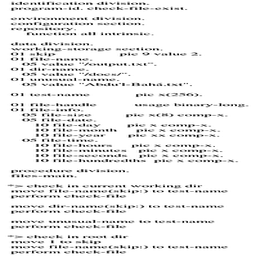 identification division.
program-id. check-file-exist.
environment division.
configuration section.
repository.
function all intrinsic.
data division.
working-storage section.
01 skip pic 9 value 2.
01 file-name.
05 value "/output.txt".
01 dir-name.
05 value "/docs/".
01 unusual-name.
05 value "/`Abdu'l-Bahá.txt".
01 test-name pic x(256).
01 file-handle usage binary-long.
01 file-info.
05 file-size pic x(8) comp-x.
05 file-date.
10 file-day pic x comp-x.
10 file-month pic x comp-x.
10 file-year pic xx comp-x.
05 file-time.
10 file-hours pic x comp-x.
10 file-minutes pic x comp-x.
10 file-seconds pic x comp-x.
10 file-hundredths pic x comp-x.
procedure division.
files-main.
*> check in current working dir
move file-name(skip:) to test-name
perform check-file
move dir-name(skip:) to test-name
perform check-file
move unusual-name to test-name
perform check-file
*> check in root dir
move 1 to skip
move file-name(skip:) to test-name
perform check-file